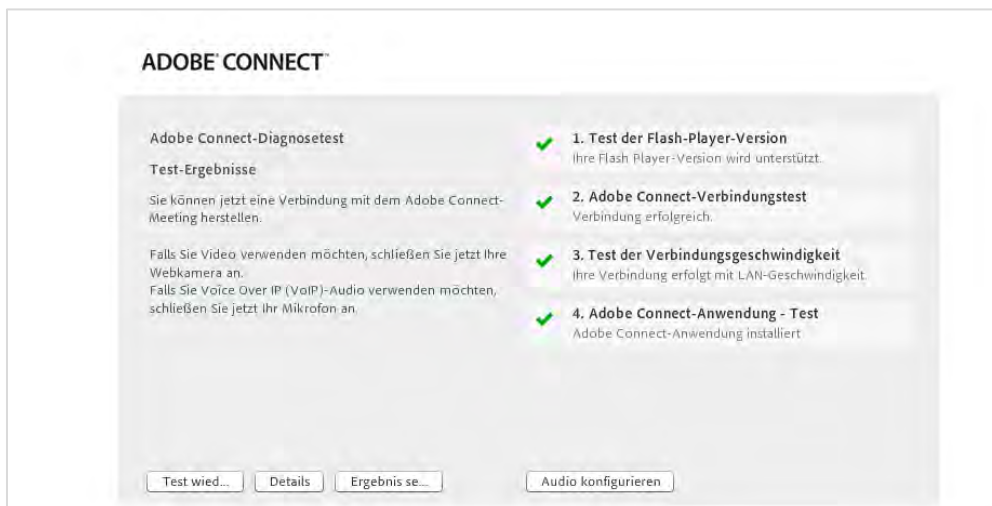 ADOBE® CONNECT™
Adobe Connect-Diagnosetest
Test-Ergebnisse
Sie können jetzt eine Verbindung mit dem Adobe Connect-
Meeting herstellen.
Falls Sie Video verwenden möchten, schließen Sie jetzt Ihre
Webkamera an.
Falls Sie Voice Over IP (VoIP)-Audio verwenden möchten,
schließen Sie jetzt Ihr Mikrofon an.
1. Test der Flash-Player-Version
Ihre Flash Player-Version wird unterstützt.
2. Adobe Connect-Verbindungstest
Verbindung erfolgreich.
3. Test der Verbindungsgeschwindigkeit
Ihre Verbindung erfolgt mit LAN-Geschwindigkeit.
4. Adobe Connect-Anwendung - Test
Adobe Connect-Anwendung installiert
Test wied...
Details
Ergebnis se...
Audio konfigurieren